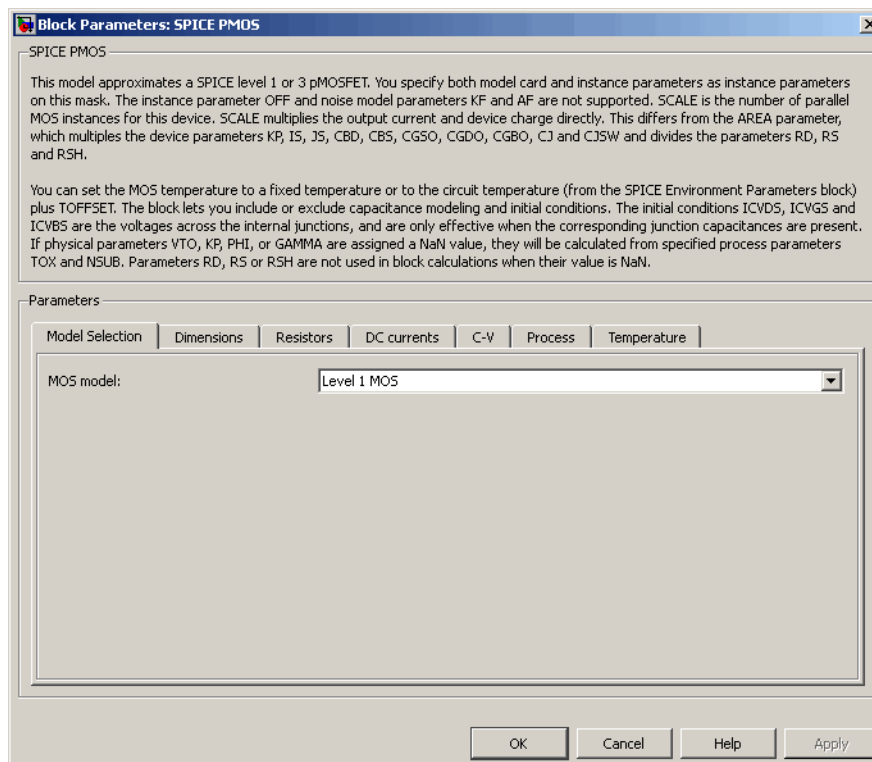 Block Parameters: SPICE PMOS
SPICE PMOS
This model approximates a SPICE level 1 or 3 pMOSFET. You specify both model card and instance parameters as instance parameters
on this mask. The instance parameter OFF and noise model parameters KF and AF are not supported. SCALE is the number of parallel
MOS instances for this device. SCALE multiplies the output current and device charge directly. This differs from the AREA parameter,
which multiples the device parameters KP, IS, JS, CBD, CBS, CGSO, CGDO, CGBO, CJ and CJSW and divides the parameters RD, RS
and RSH.
You can set the MOS temperature to a fixed temperature or to the circuit temperature (from the SPICE Environment Parameters block)
plus TOFFSET. The block lets you include or exclude capacitance modeling and initial conditions. The initial conditions ICVDS, ICVGS and
ICVBS are the voltages across the internal junctions, and are only effective when the corresponding junction capacitances are present.
If physical parameters VTO, KP, PHI, or GAMMA are assigned a NaN value, they will be calculated from specified process parameters
TOX and NSUB. Parameters RD, RS or RSH are not used in block calculations when their value is NaN.
Parameters
Model Selection Dimensions Resistors DC currents C-V Process Temperature
MOS model: Level 1 MOS
OK Cancel Help Apply